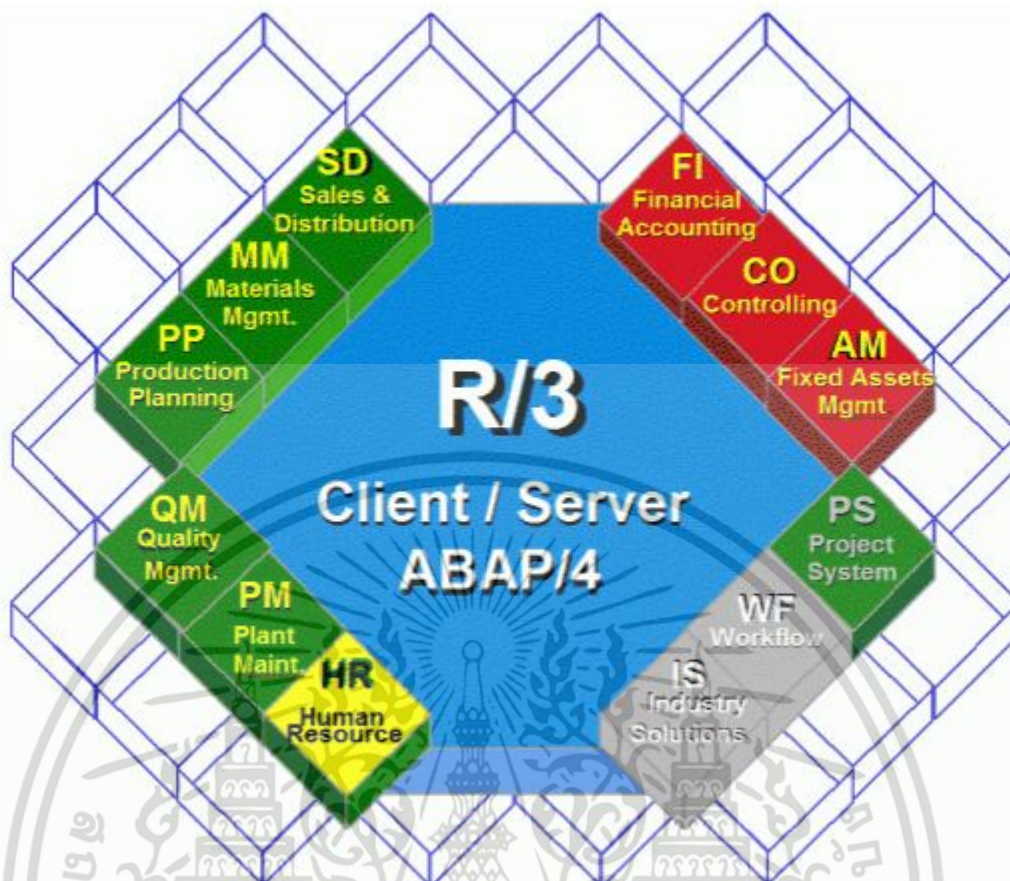 SD
Sales &
Distribution
MM
Materials
Mgmt.
PP
Production
Planning
FI
Financial
Accounting
CO
Controlling
AM
Fixed Assets
Mgmt
R/3
Client / Server
ABAP/4
QM
Quality
Mgmt.
PM
Plant
Maint.
HR
Human
Resource
PS
Project
System
WF
Workflow
IS
Industry
Solutions